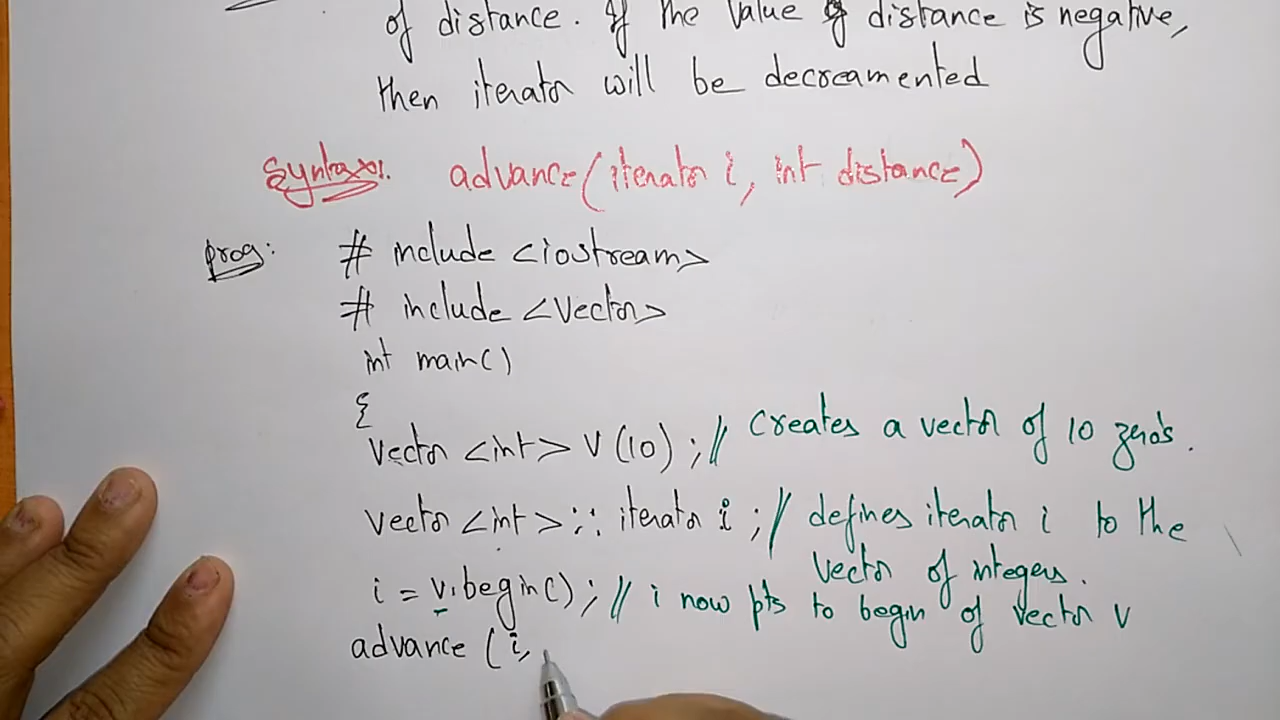 of distance. If the value of distance is negative,
then iterator will be decreamented
Syntax: advance(iterator i, int distance)
prog: # include <iostream>
# include <Vector>
int main()
{
Vector <int> V (10) ; // Creates a vector of 10 zero's.
vector <int> :: iterator i ; // defines iterator i to the
vector of integers.
i = v.begin() ; // i now pts to begin of vector v
advance ( i,